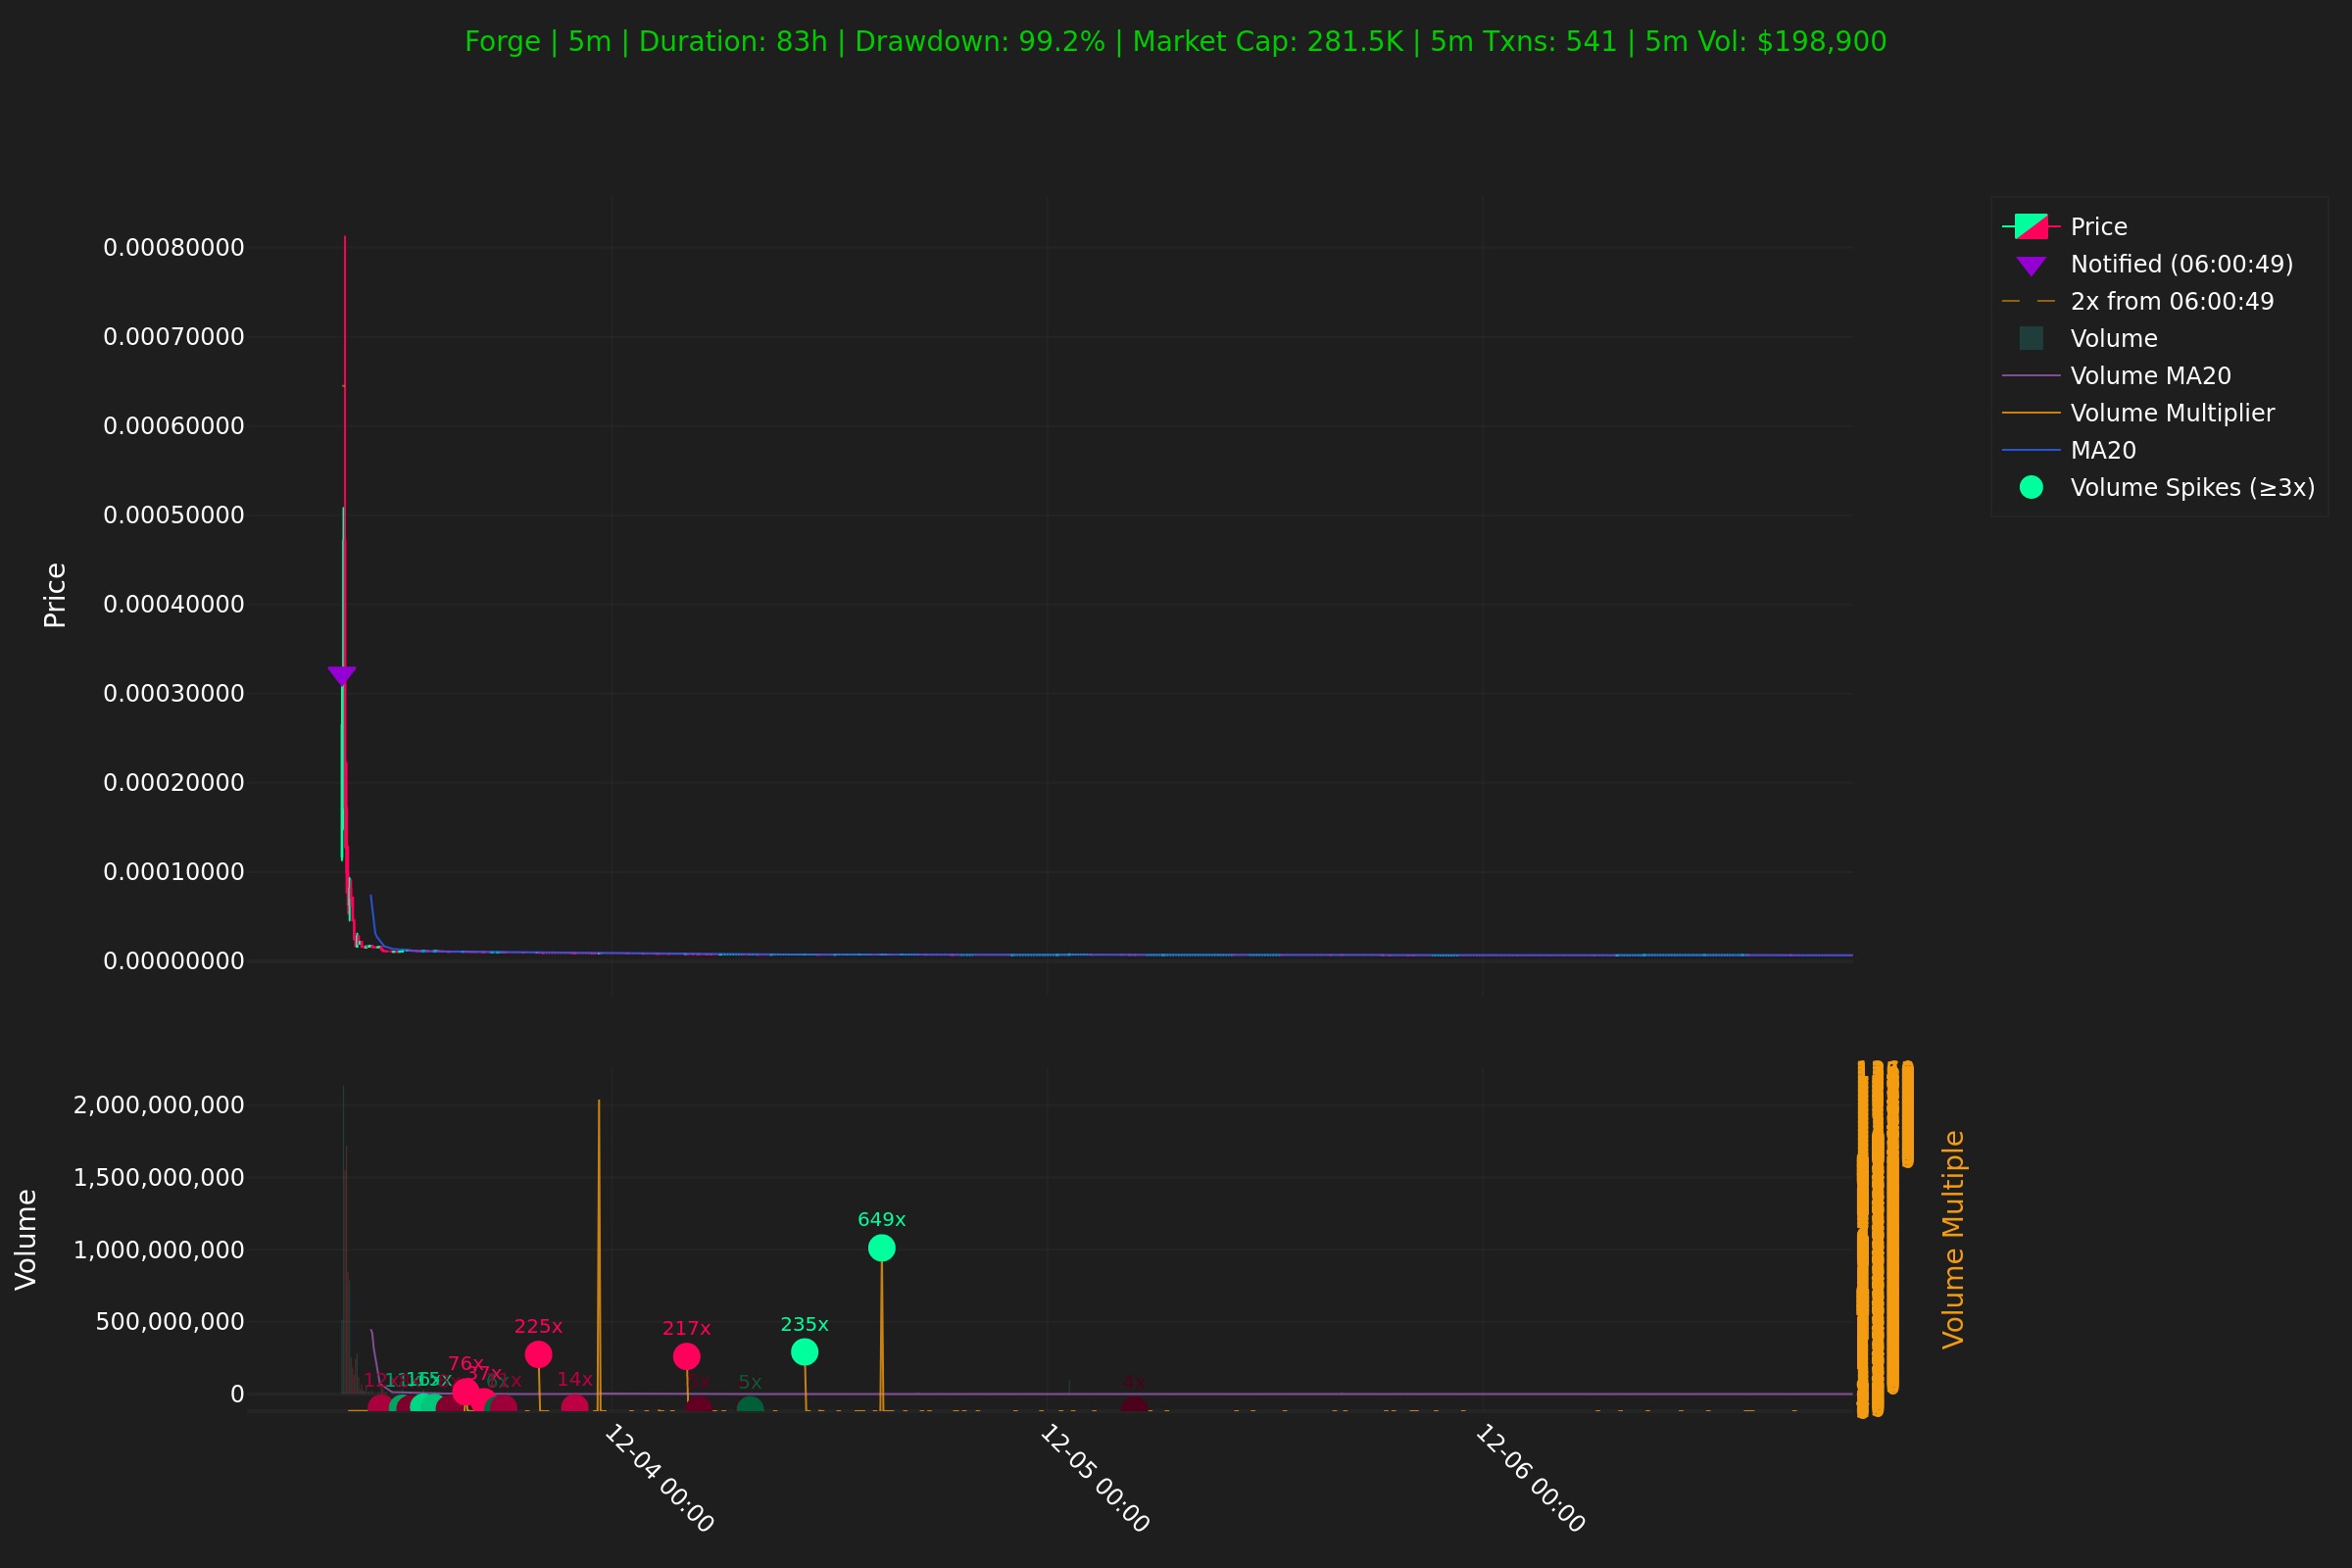 Forge | 5m | Duration: 83h | Drawdown: 99.2% | Market Cap: 281.5K | 5m Txns: 541 | 5m Vol: $198,900
Price
0.00080000
0.00070000
0.00060000
0.00050000
0.00040000
0.00030000
0.00020000
0.00010000
0.00000000
Price
Notified (06:00:49)
2x from 06:00:49
Volume
Volume MA20
Volume Multiplier
MA20
Volume Spikes (≥3x)
Volume
2,000,000,000
1,500,000,000
1,000,000,000
500,000,000
0
76x
37x
225x
14x
217x
5x
235x
649x
Volume Multiple
12-04 00:00
12-05 00:00
12-06 00:00